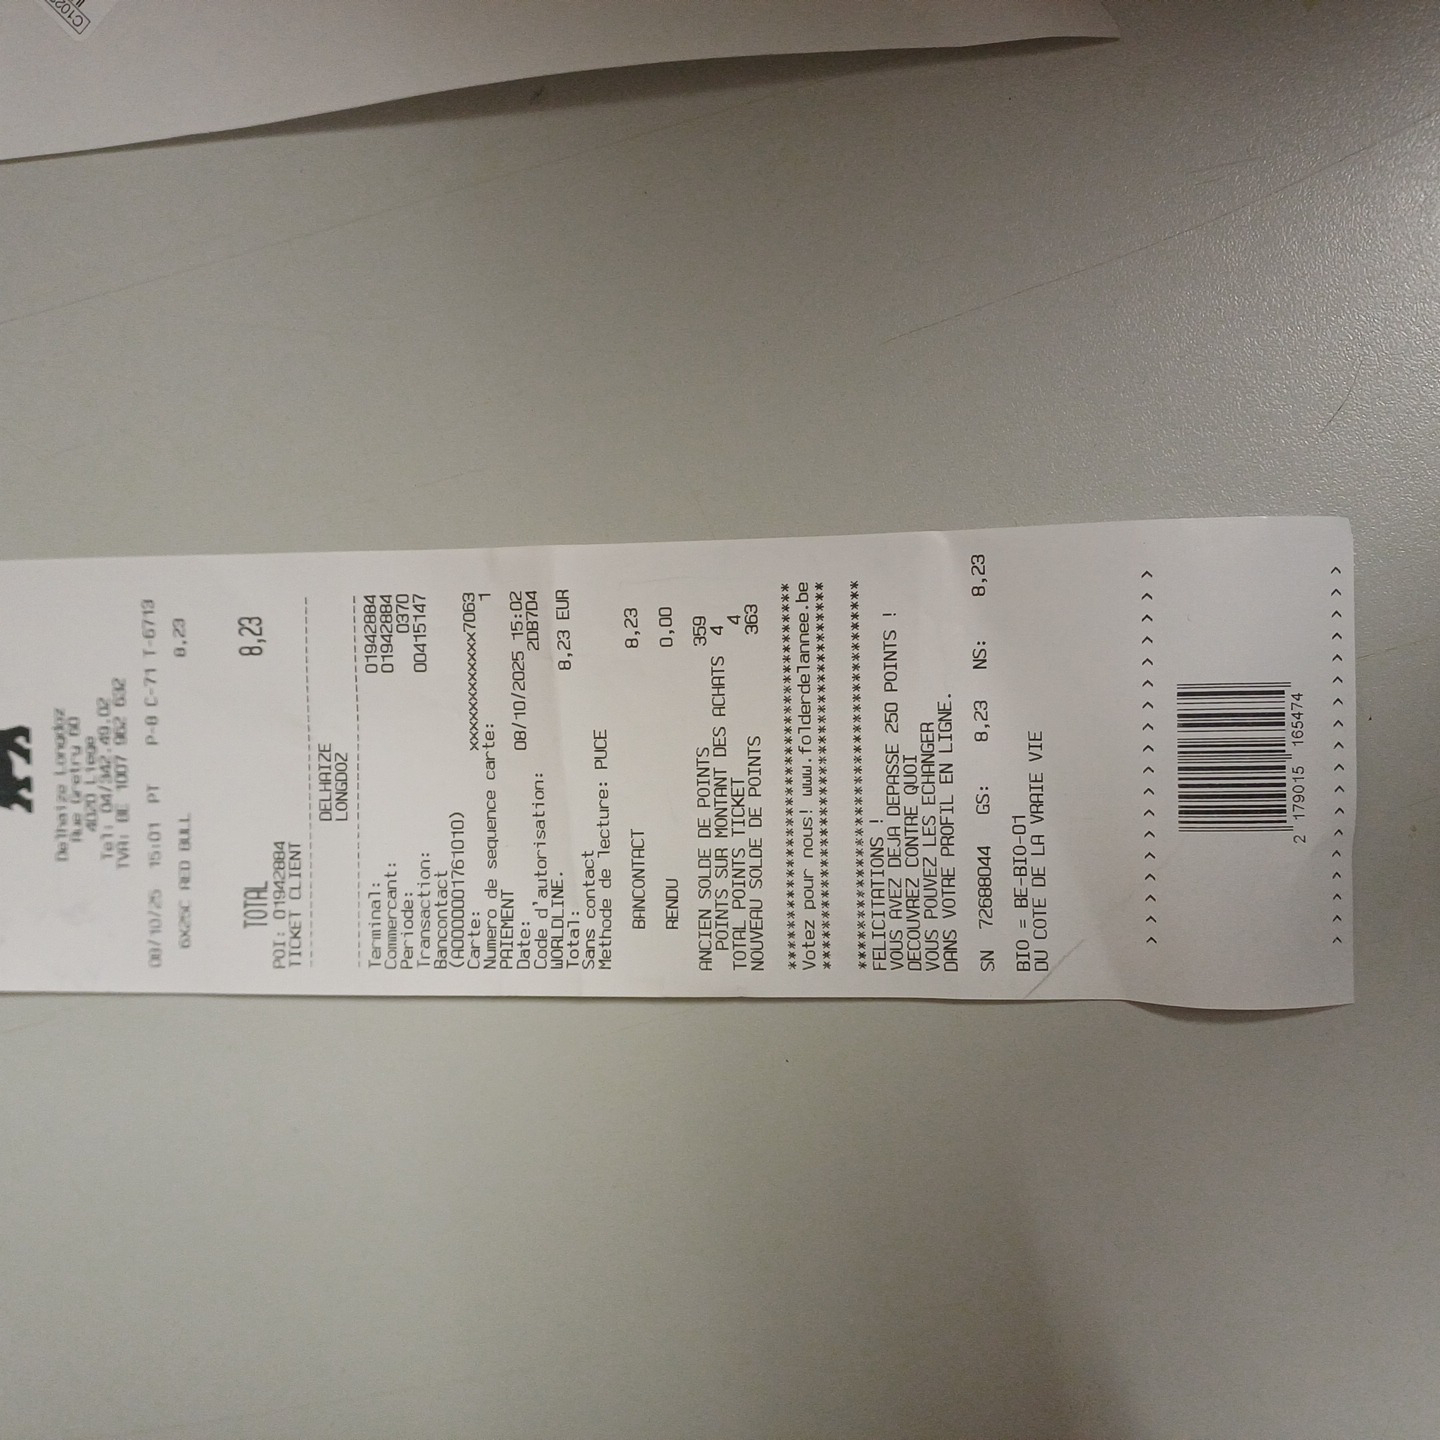 C102
Delhaize Longdoz
Rue Gretry 60
4020 Liege
Tel: 04/342.49.02
TVA: BE 1007 962 632
08/10/25 15:01 PT P-8 C-71 T-6713
6X25C RED BULL 8,23
TOTAL 8,23
POI: 01942884
TICKET CLIENT
--------------------------------------
DELHAIZE
LONGDOZ
--------------------------------------
Terminal: 01942884
Commercant: 01942884
Periode: 0370
Transaction: 00415147
Bancontact
(A0000001761010)
Carte: xxxxxxxxxxxxx7063
Numero de sequence carte: 1
PAIEMENT
Date: 08/10/2025 15:02
Code d'autorisation: 2DB7D4
WORLDLINE.
Total: 8,23 EUR
Sans contact
Methode de lecture: PUCE
BANCONTACT 8,23
RENDU 0,00
ANCIEN SOLDE DE POINTS 359
POINTS SUR MONTANT DES ACHATS 4
TOTAL POINTS TICKET 4
NOUVEAU SOLDE DE POINTS 363
**************************************
Votez pour nous! www.folderdelannee.be
**************************************
**************************************
FELICITATIONS !
VOUS AVEZ DEJA DEPASSE 250 POINTS !
DECOUVREZ CONTRE QUOI
VOUS POUVEZ LES ECHANGER
DANS VOTRE PROFIL EN LIGNE.
SN 72688044 GS: 8,23 NS: 8,23
BIO = BE-BIO-01
DU COTE DE LA VRAIE VIE
> > > > > > > > > > > > > >
2 179015 165474
> > > > > > > > > > > > > >